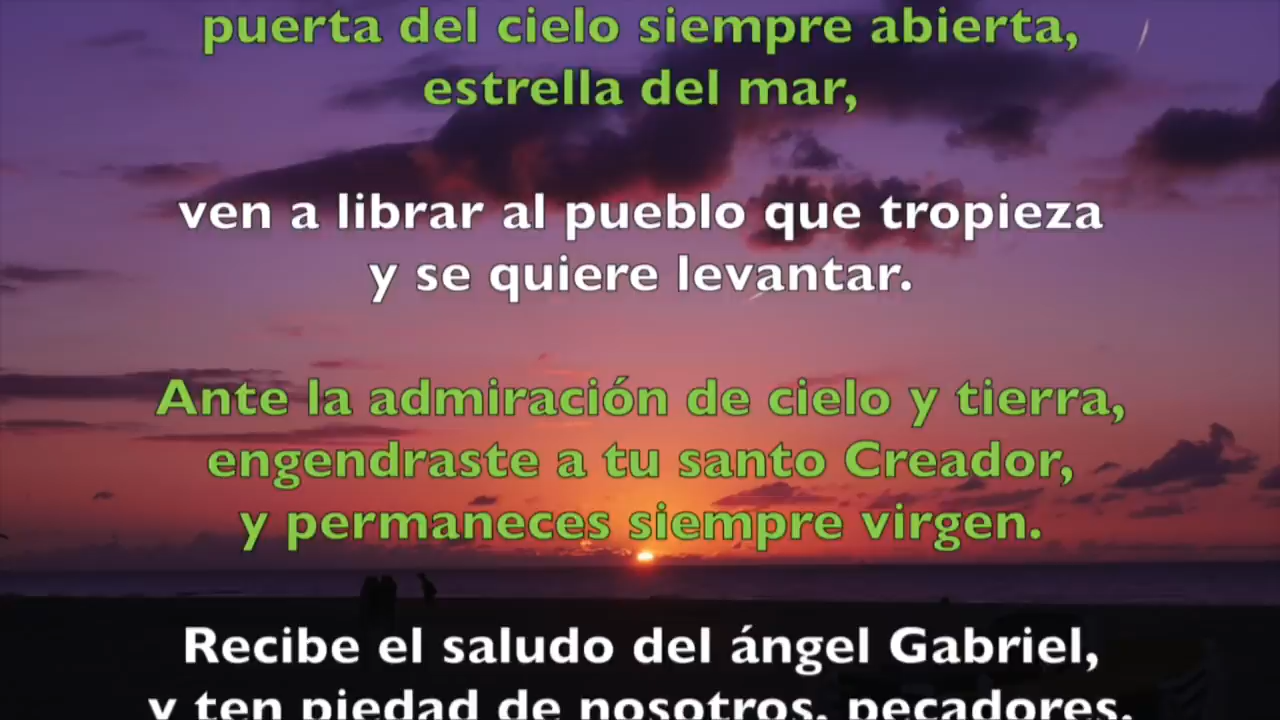 puerta del cielo siempre abierta,
estrella del mar,
ven a librar al pueblo que tropieza
y se quiere levantar.
Ante la admiración de cielo y tierra,
engendraste a tu santo Creador,
y permaneces siempre virgen.
Recibe el saludo del ángel Gabriel,
y ten piedad de nosotros, pecadores.